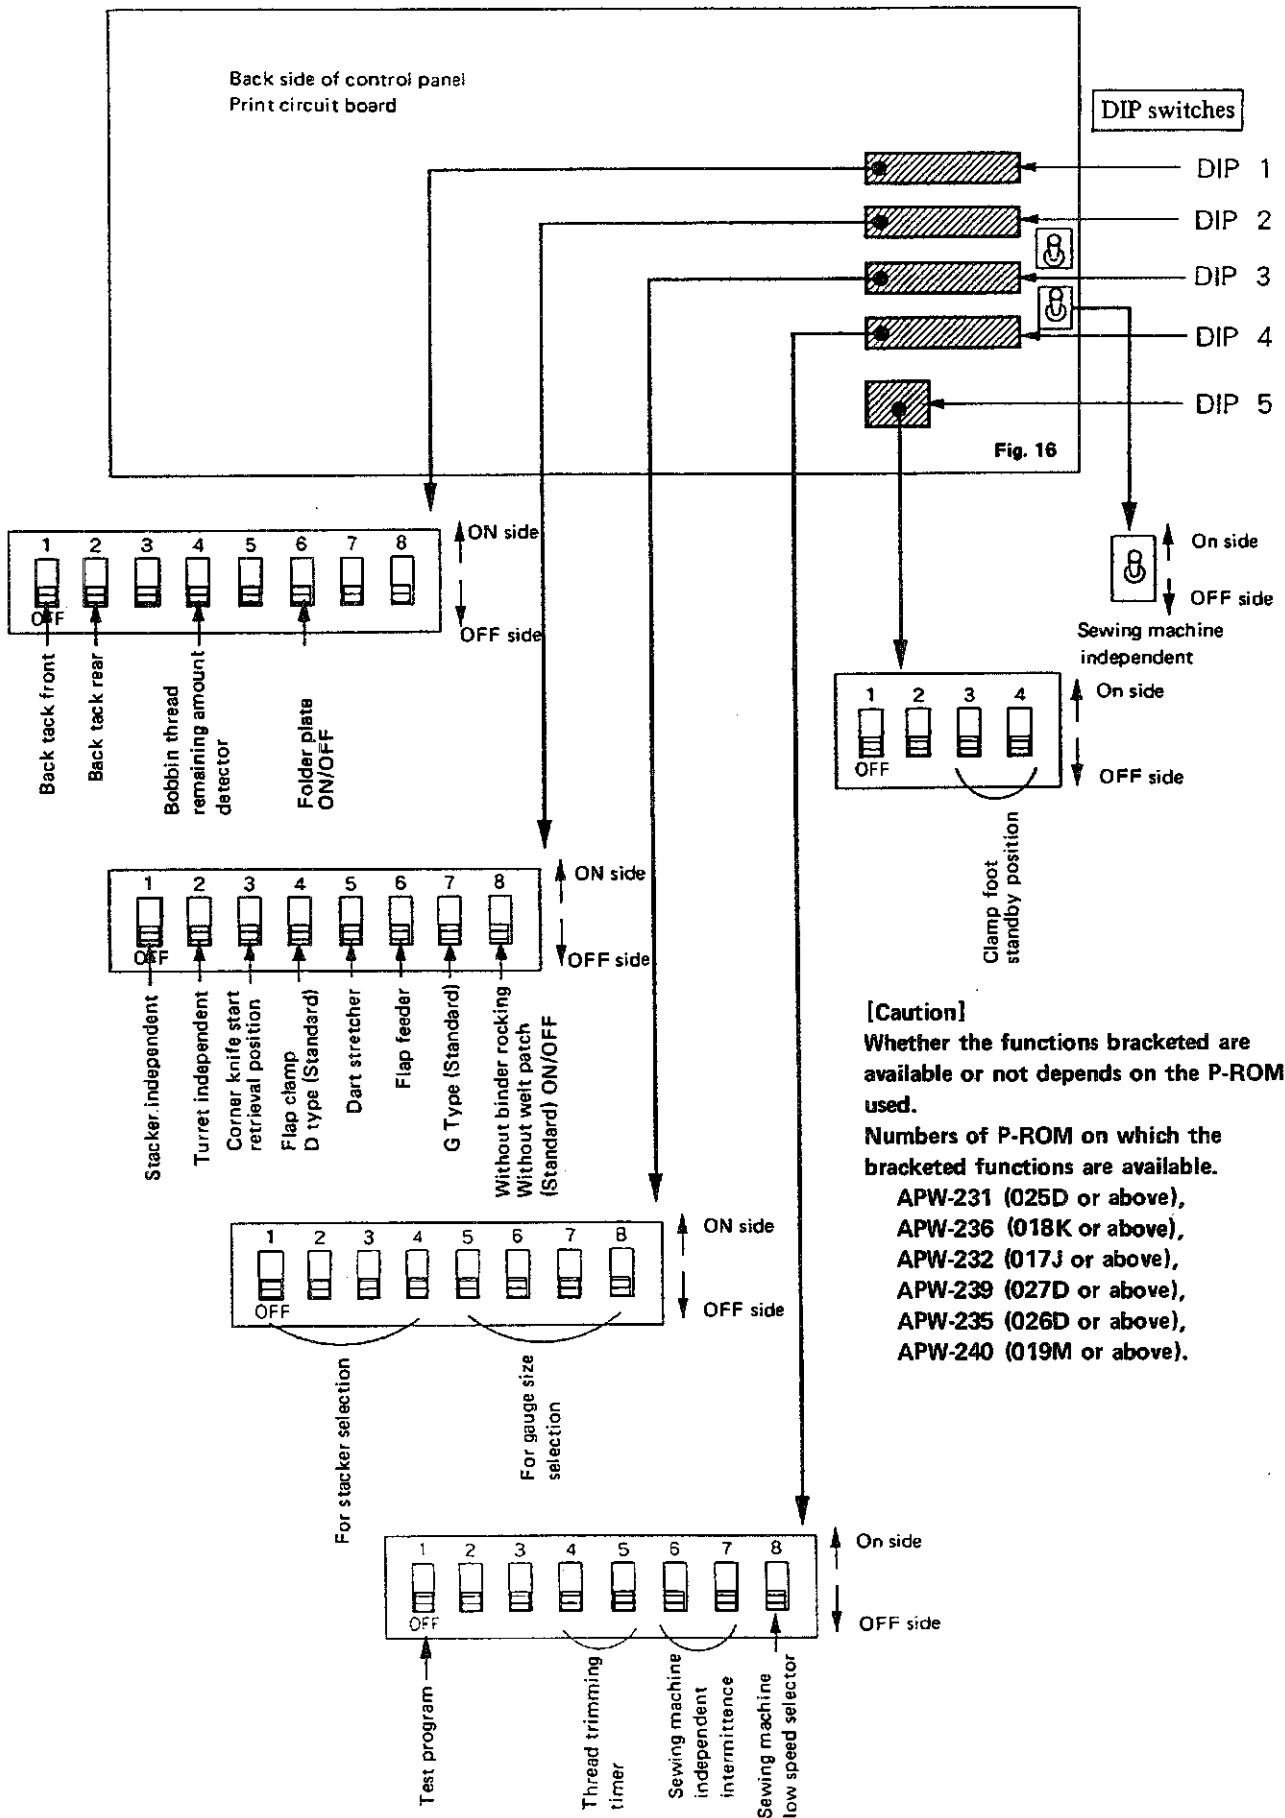 Back side of control panel
Print circuit board
DIP switches
DIP 1
DIP 2
DIP 3
DIP 4
DIP 5
Fig. 16
1 2 3 4 5 6 7 8
OFF
ON side
OFF side
Back tack front
Back tack rear
Bobbin thread
remaining amount
detector
Folder plate
ON/OFF
On side
OFF side
Sewing machine
independent
1 2 3 4
OFF
On side
OFF side
Clamp foot
standby position
1 2 3 4 5 6 7 8
OFF
ON side
OFF side
Stacker independent
Turret independent
Corner knife start
retrieval position
Flap clamp
D type (Standard)
Dart stretcher
Flap feeder
G Type (Standard)
Without binder rocking
Without welt patch
(Standard) ON/OFF
[Caution]
Whether the functions bracketed are
available or not depends on the P-ROM
used.
Numbers of P-ROM on which the
bracketed functions are available.
APW-231 (025D or above),
APW-236 (018K or above),
APW-232 (017J or above),
APW-239 (027D or above),
APW-235 (026D or above),
APW-240 (019M or above).
1 2 3 4 5 6 7 8
OFF
ON side
OFF side
For stacker selection
For gauge size
selection
1 2 3 4 5 6 7 8
OFF
On side
OFF side
Test program
Thread trimming
timer
Sewing machine
independent
intermittence
Sewing machine
low speed selector